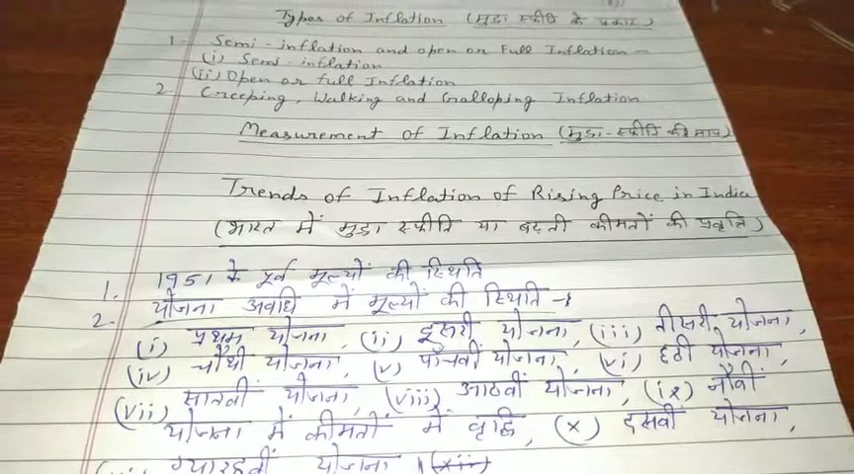 Types of Inflation (मुद्रा स्फीति के प्रकार)
1. Semi-inflation and open or Full Inflation -
(i) Semi-inflation
(ii) Open or full Inflation
2. Creeping, Walking and Galloping Inflation
Measurement of Inflation (मुद्रा-स्फीति की माप)
Trends of Inflation of Rising Price in India
(भारत में मुद्रा स्फीति या बढ़ती कीमतों की प्रवृति)
1. 1951 के पूर्व मूल्यों की स्थिति
2. योजना अवधि में मूल्यों की स्थिति →
(i) प्रथम योजना, (ii) दूसरी योजना, (iii) तीसरी योजना,
(iv) चौथी योजना, (v) पाँचवीं योजना, (vi) छठी योजना,
(vii) सातवीं योजना, (viii) आठवीं योजना, (ix) नौवीं
योजना में कीमतों में वृद्धि, (x) दसवीं योजना,
ग्यारहवीं योजना (xii)